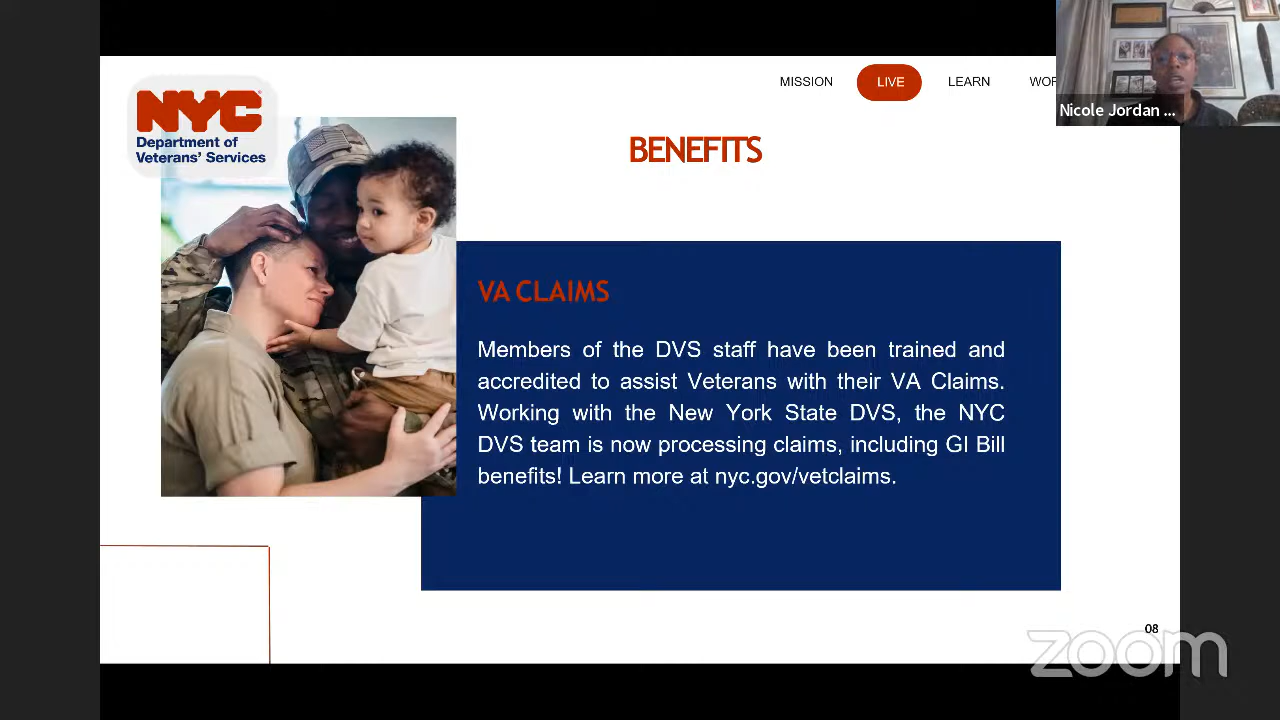 MISSION
LIVE
LEARN
Nicole Jordan ...
NYC
Department of
Veterans' Services
BENEFITS
VA CLAIMS
Members of the DVS staff have been trained and
accredited to assist Veterans with their VA Claims.
Working with the New York State DVS, the NYC
DVS team is now processing claims, including GI Bill
benefits! Learn more at nyc.gov/vetclaims.
08
zoom